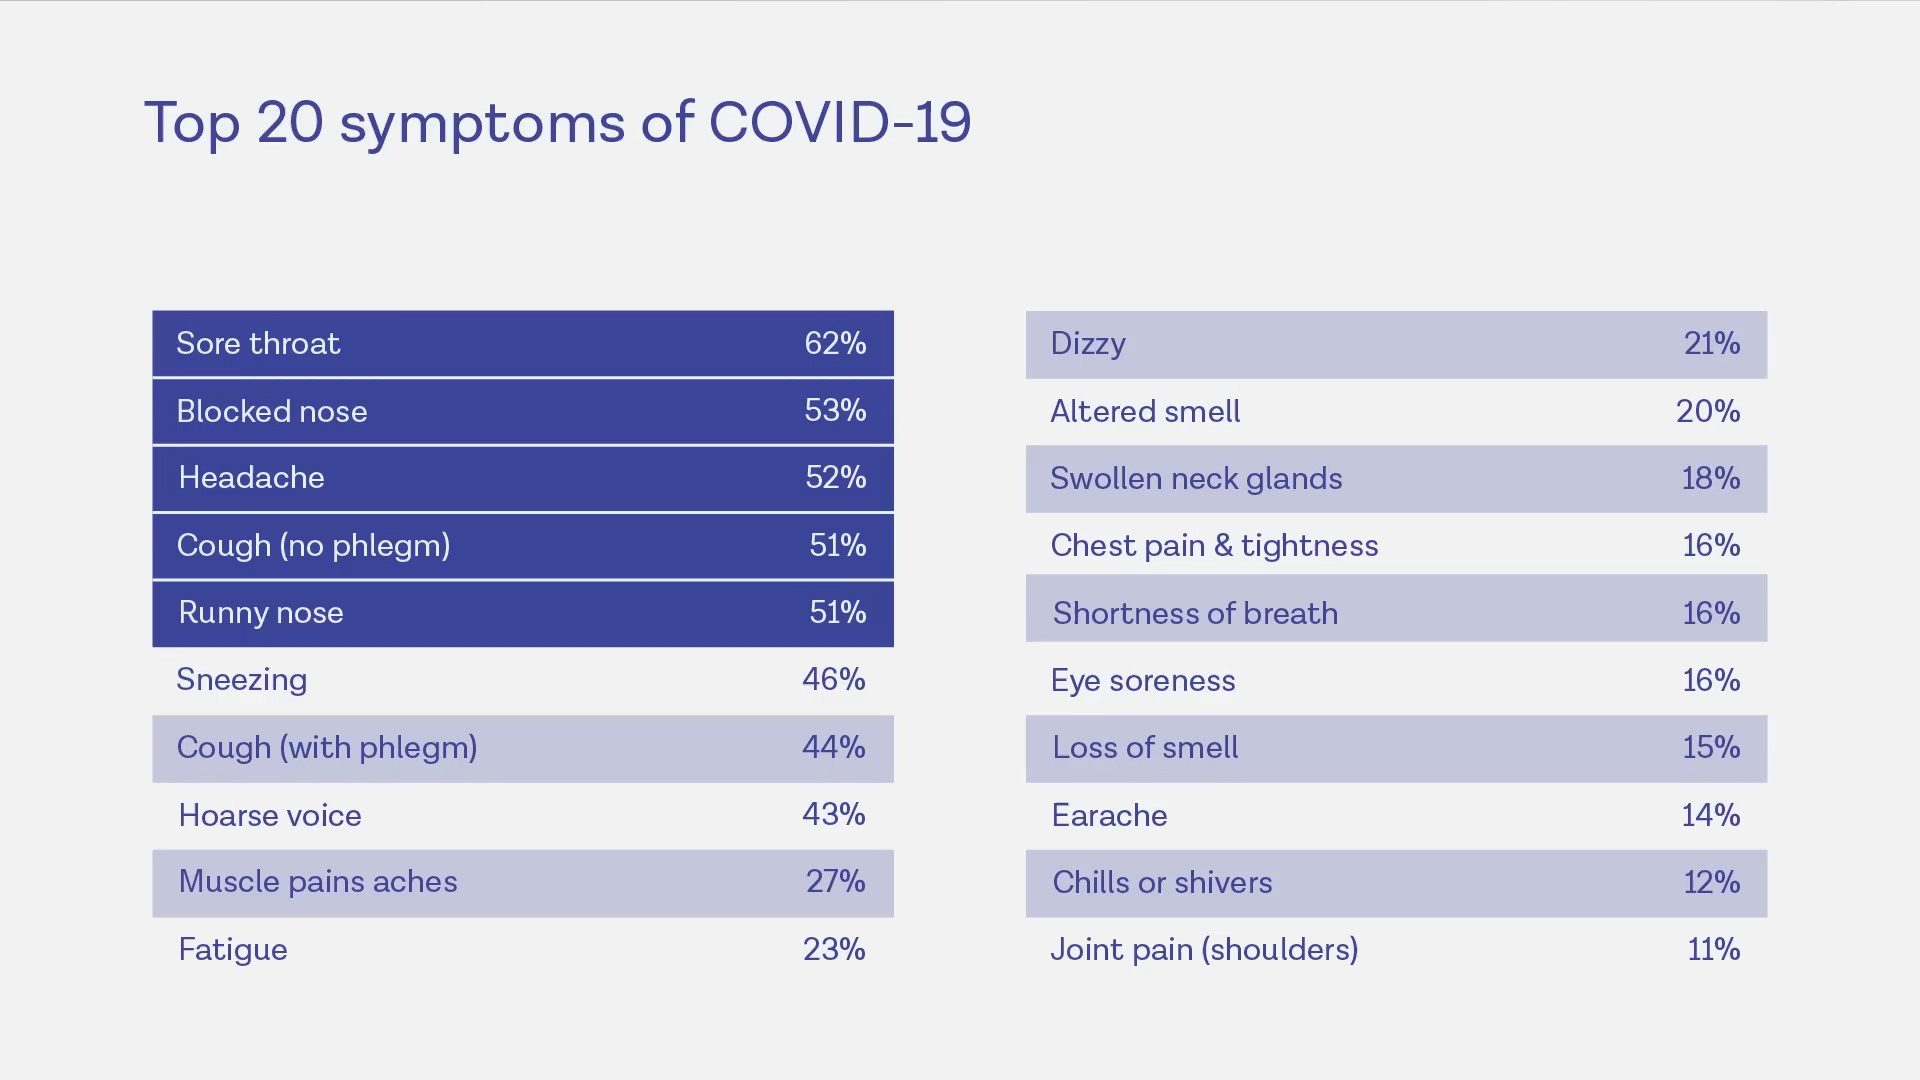 Top 20 symptoms of COVID-19
Sore throat 62%
Blocked nose 53%
Headache 52%
Cough (no phlegm) 51%
Runny nose 51%
Sneezing 46%
Cough (with phlegm) 44%
Hoarse voice 43%
Muscle pains aches 27%
Fatigue 23%
Dizzy 21%
Altered smell 20%
Swollen neck glands 18%
Chest pain & tightness 16%
Shortness of breath 16%
Eye soreness 16%
Loss of smell 15%
Earache 14%
Chills or shivers 12%
Joint pain (shoulders) 11%